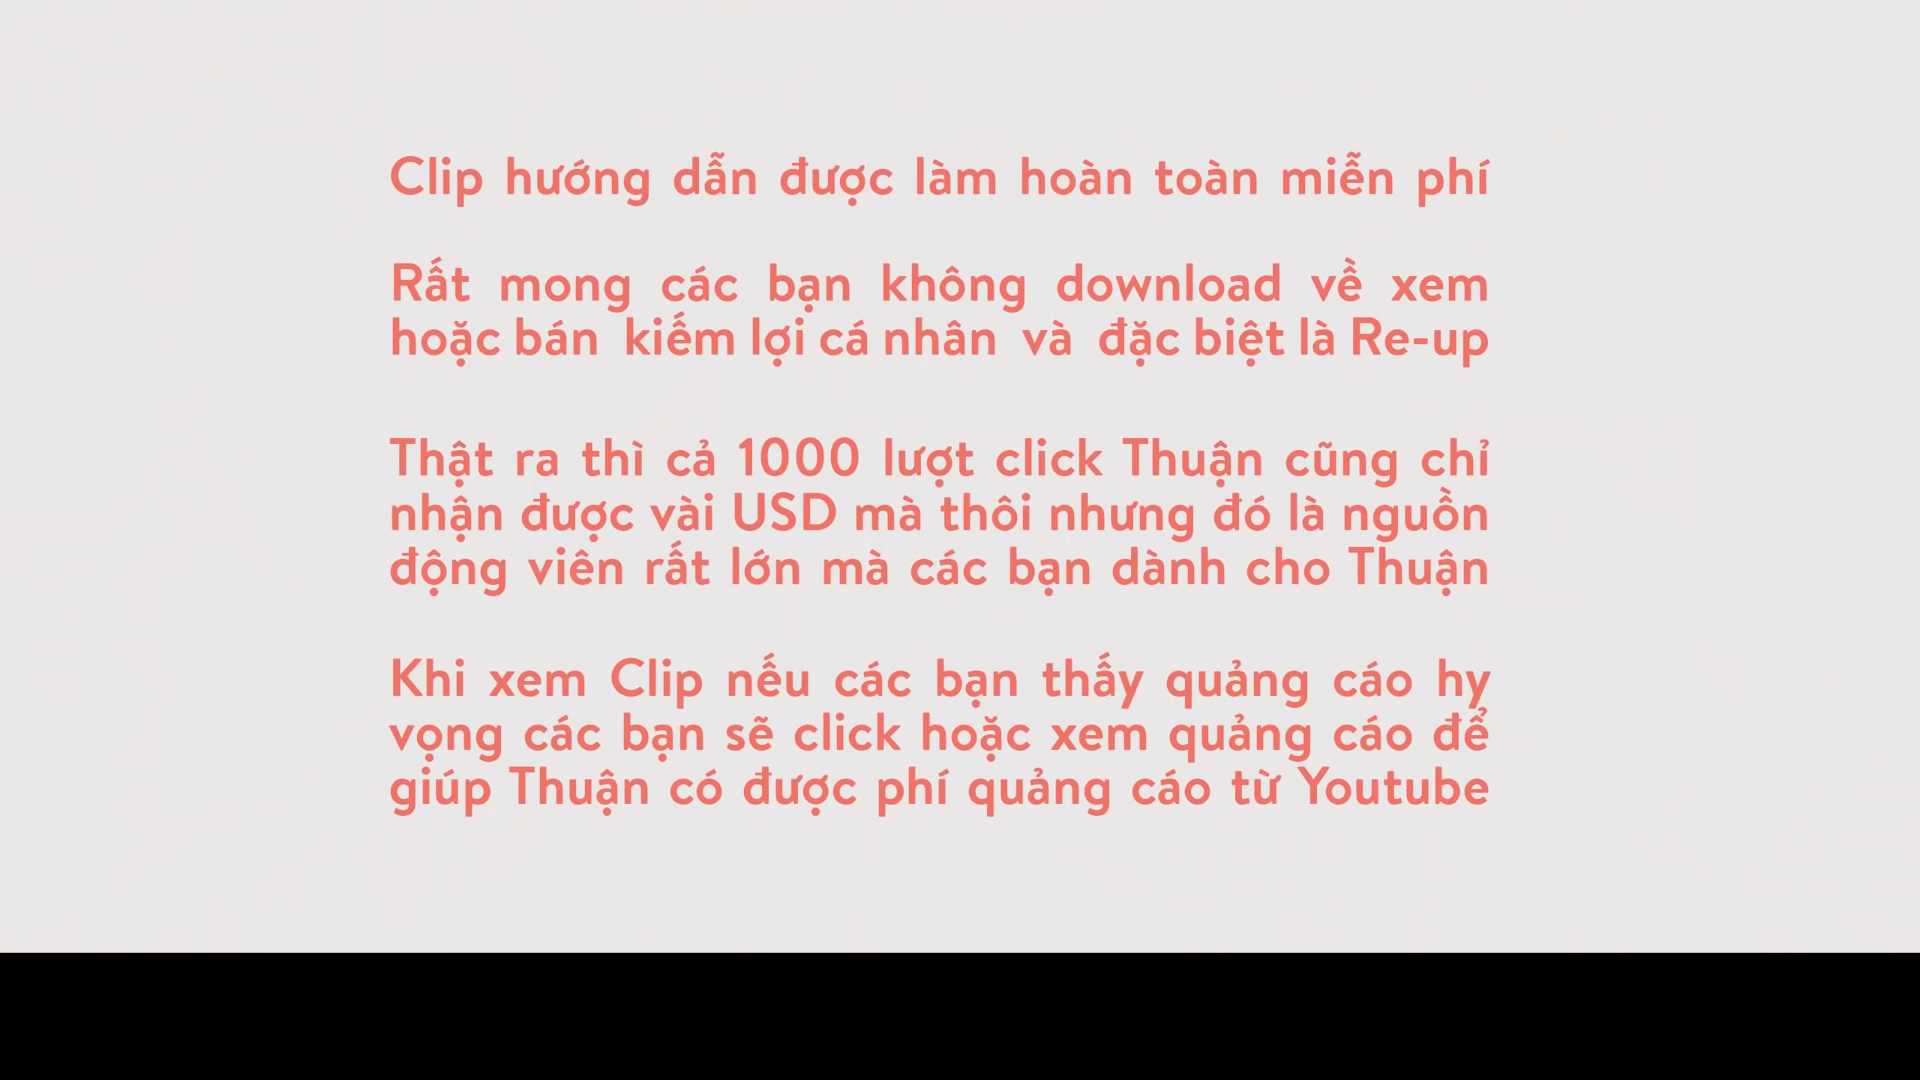 Clip hướng dẫn được làm hoàn toàn miễn phí
Rất mong các bạn không download về xem
hoặc bán kiếm lợi cá nhân và đặc biệt là Re-up
Thật ra thì cả 1000 lượt click Thuận cũng chỉ
nhận được vài USD mà thôi nhưng đó là nguồn
động viên rất lớn mà các bạn dành cho Thuận
Khi xem Clip nếu các bạn thấy quảng cáo hy
vọng các bạn sẽ click hoặc xem quảng cáo để
giúp Thuận có được phí quảng cáo từ Youtube